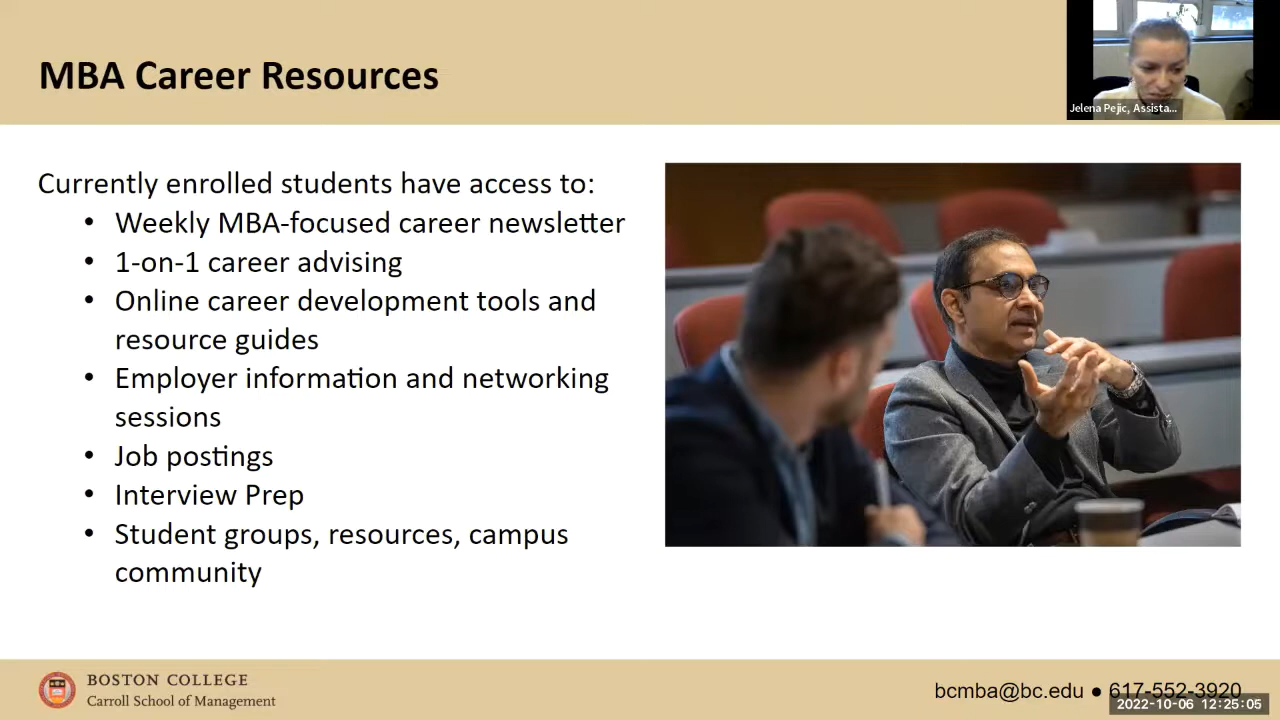 MBA Career Resources
Jelena Pejic, Assista...
Currently enrolled students have access to:
• Weekly MBA-focused career newsletter
• 1-on-1 career advising
• Online career development tools and
resource guides
• Employer information and networking
sessions
• Job postings
• Interview Prep
• Student groups, resources, campus
community
BOSTON COLLEGE
Carroll School of Management
bcmba@bc.edu ● 617-552-3920
2022-10-06 12:25:05